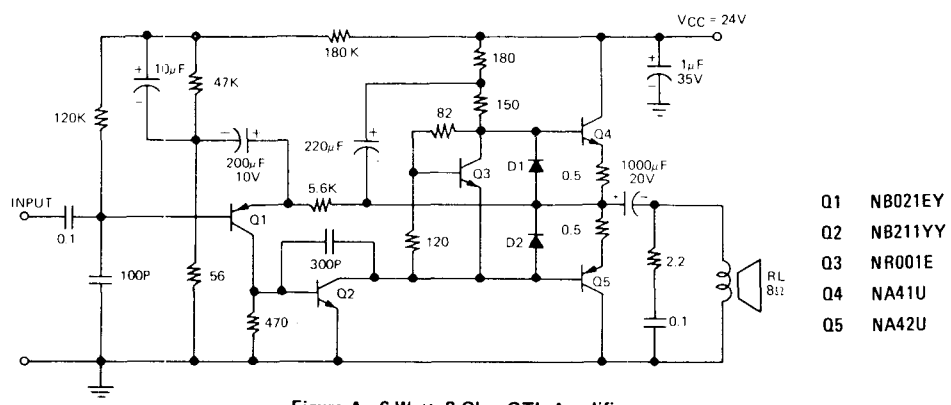 VCC = 24V
180K
180
10µF
47K
1µF
35V
120K
82
150
200µF
10V
220µF
Q3
D1
Q4
0.5
1000µF
20V
INPUT
0.1
Q1
5.6K
0.5
Q1 NB021EY
Q2 NB211YY
Q3 NR001E
Q4 NA41U
Q5 NA42U
100P
56
300P
120
D2
2.2
RL
8Ω
Q2
Q5
470
0.1